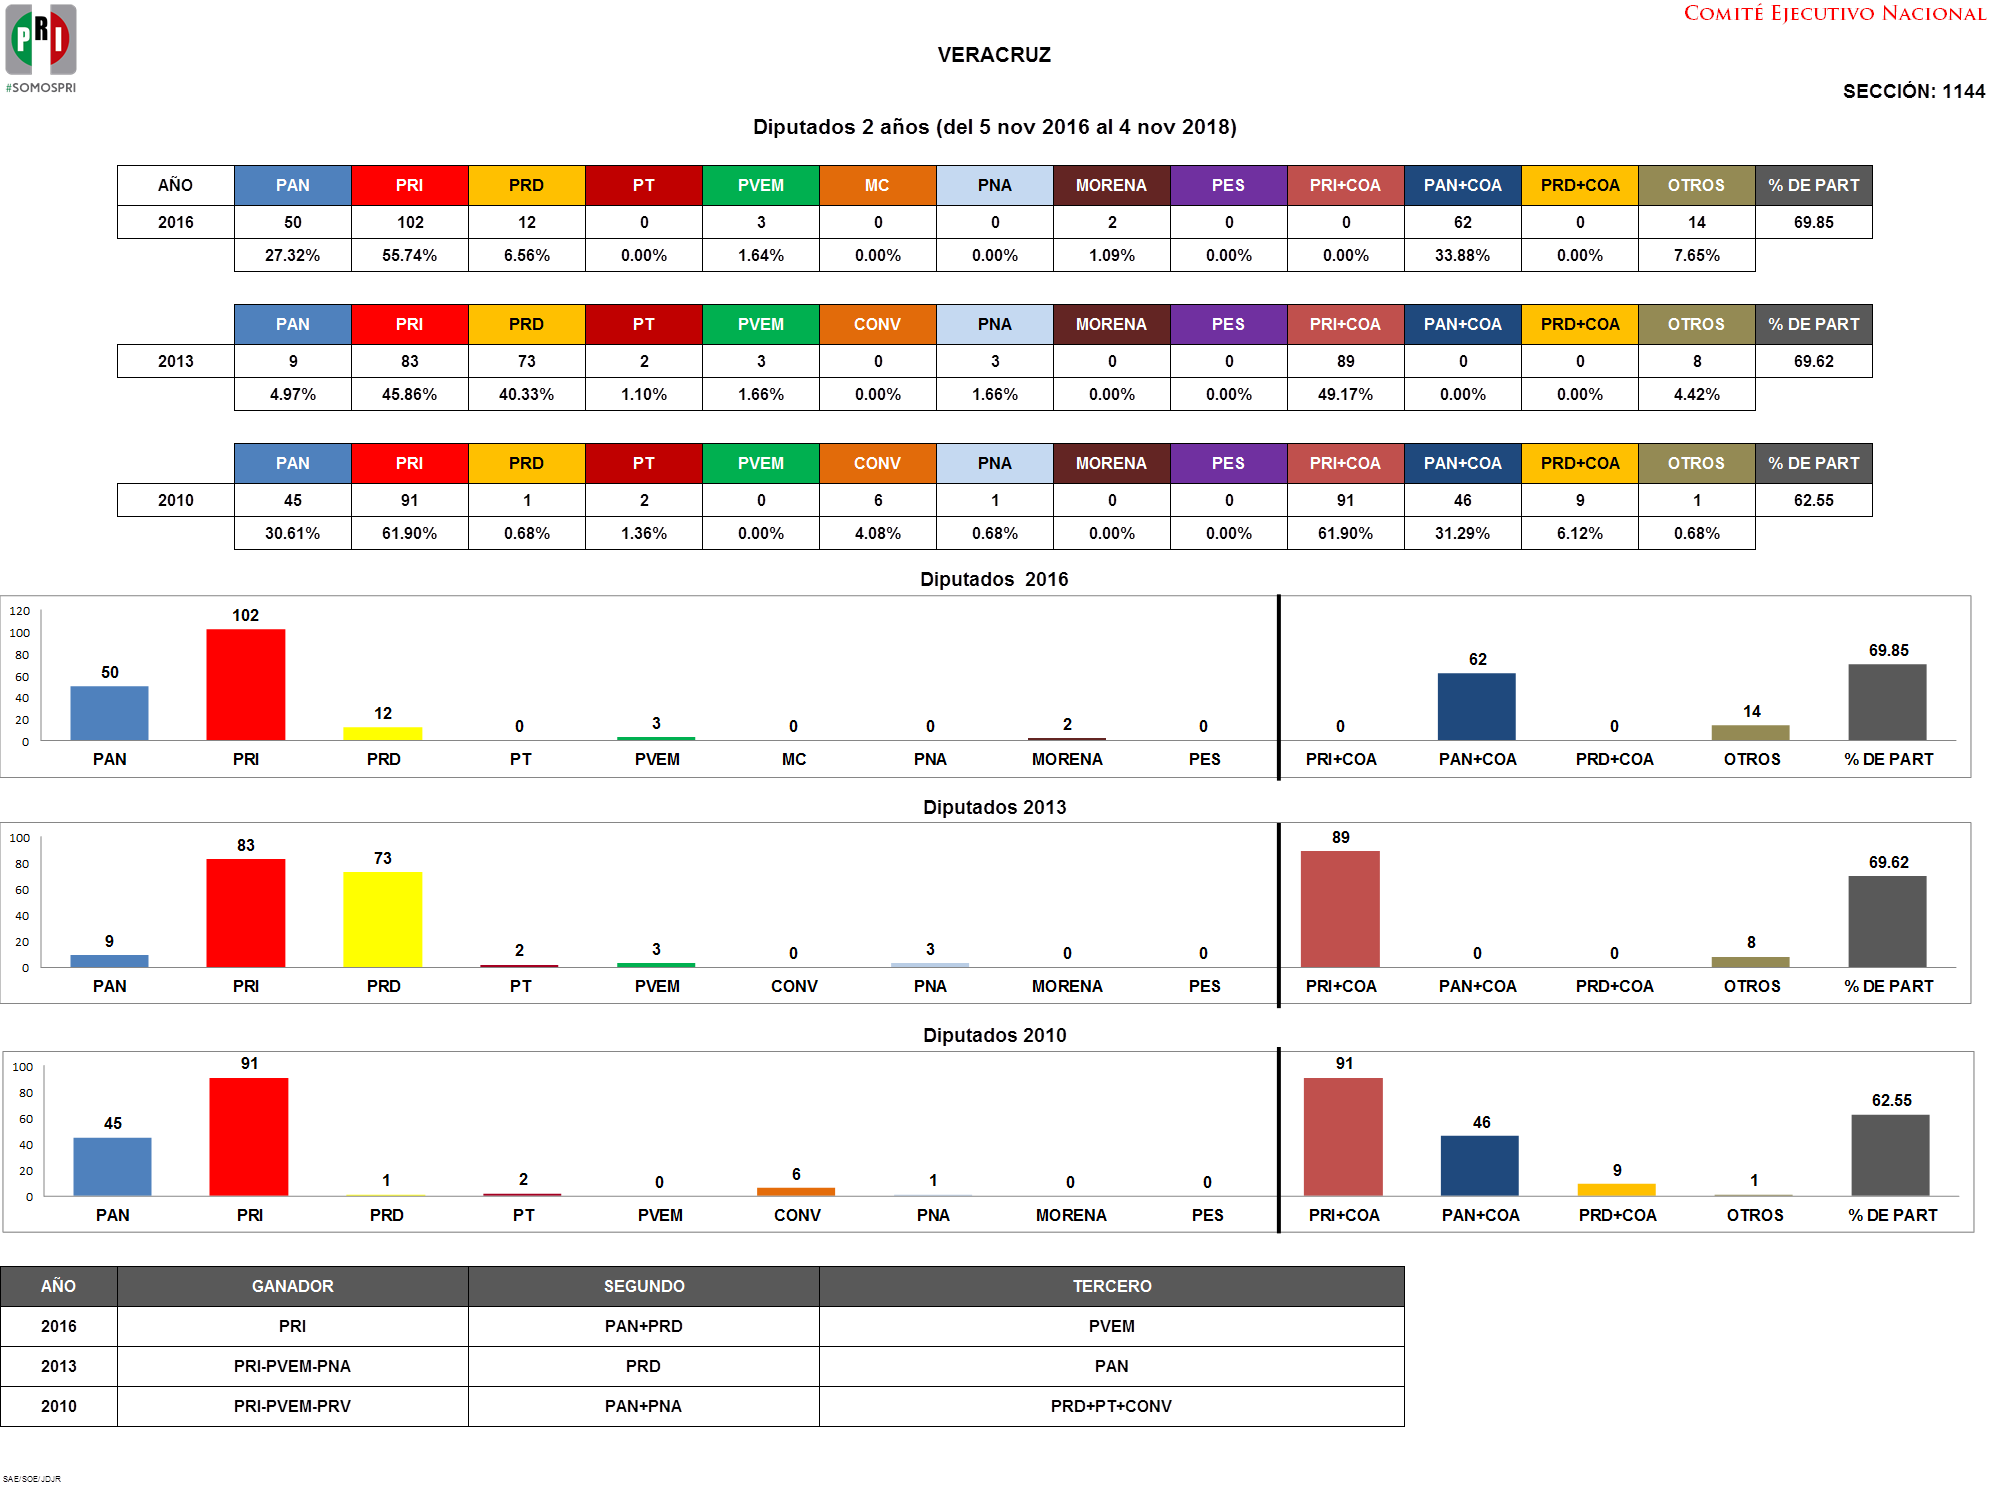 PRI
#SOMOSPRI
COMITÉ EJECUTIVO NACIONAL
VERACRUZ
SECCIÓN: 1144
Diputados 2 años (del 5 nov 2016 al 4 nov 2018)
AÑO PAN PRI PRD PT PVEM MC PNA MORENA PES PRI+COA PAN+COA PRD+COA OTROS % DE PART
2016 50 102 12 0 3 0 0 2 0 0 62 0 14 69.85
27.32% 55.74% 6.56% 0.00% 1.64% 0.00% 0.00% 1.09% 0.00% 0.00% 33.88% 0.00% 7.65%
PAN PRI PRD PT PVEM CONV PNA MORENA PES PRI+COA PAN+COA PRD+COA OTROS % DE PART
2013 9 83 73 2 3 0 3 0 0 89 0 0 8 69.62
4.97% 45.86% 40.33% 1.10% 1.66% 0.00% 1.66% 0.00% 0.00% 49.17% 0.00% 0.00% 4.42%
PAN PRI PRD PT PVEM CONV PNA MORENA PES PRI+COA PAN+COA PRD+COA OTROS % DE PART
2010 45 91 1 2 0 6 1 0 0 91 46 9 1 62.55
30.61% 61.90% 0.68% 1.36% 0.00% 4.08% 0.68% 0.00% 0.00% 61.90% 31.29% 6.12% 0.68%
Diputados 2016
120
100
80
60
40
20
0
50 102 12 0 3 0 0 2 0 0 62 0 14 69.85
PAN PRI PRD PT PVEM MC PNA MORENA PES PRI+COA PAN+COA PRD+COA OTROS % DE PART
Diputados 2013
100
80
60
40
20
0
9 83 73 2 3 0 3 0 0 89 0 0 8 69.62
PAN PRI PRD PT PVEM CONV PNA MORENA PES PRI+COA PAN+COA PRD+COA OTROS % DE PART
Diputados 2010
100
80
60
40
20
0
45 91 1 2 0 6 1 0 0 91 46 9 1 62.55
PAN PRI PRD PT PVEM CONV PNA MORENA PES PRI+COA PAN+COA PRD+COA OTROS % DE PART
AÑO GANADOR SEGUNDO TERCERO
2016 PRI PAN+PRD PVEM
2013 PRI-PVEM-PNA PRD PAN
2010 PRI-PVEM-PRV PAN+PNA PRD+PT+CONV
SAE/SOE/JDJR